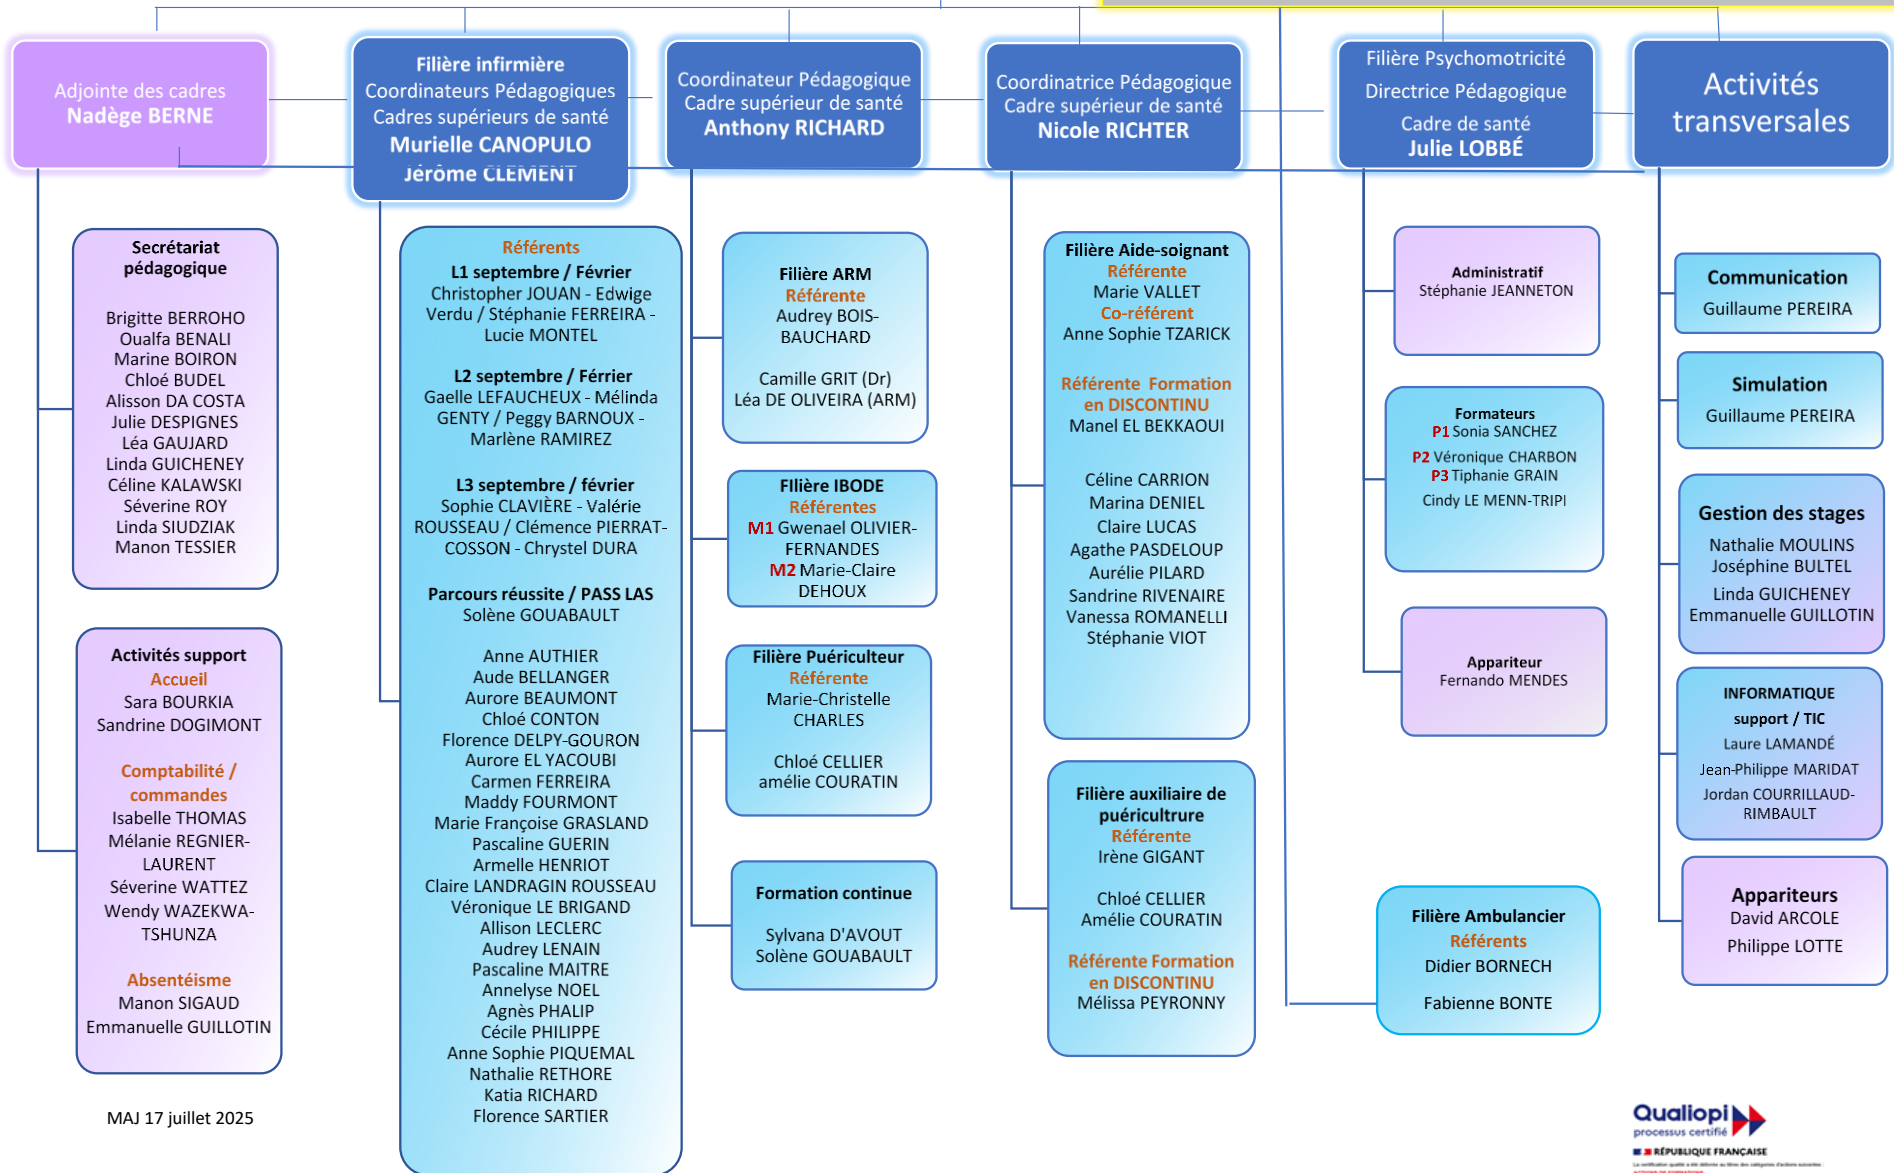 Adjointe des cadres
Nadège BERNE
Filière infirmière
Coordinateurs Pédagogiques
Cadres supérieurs de santé
Murielle CANOPULO
Jérôme CLEMENT
Coordinateur Pédagogique
Cadre supérieur de santé
Anthony RICHARD
Coordinatrice Pédagogique
Cadre supérieur de santé
Nicole RICHTER
Filière Psychomotricité
Directrice Pédagogique
Cadre de santé
Julie LOBBÉ
Activités
transversales
Secrétariat
pédagogique
Brigitte BERROHO
Oualfa BENALI
Marine BOIRON
Chloé BUDEL
Alisson DA COSTA
Julie DESPIGNES
Léa GAUJARD
Linda GUICHENEY
Céline KALAWSKI
Séverine ROY
Linda SIUDZIAK
Manon TESSIER
Activités support
Accueil
Sara BOURKIA
Sandrine DOGIMONT
Comptabilité /
commandes
Isabelle THOMAS
Mélanie REGNIER-
LAURENT
Séverine WATTEZ
Wendy WAZEKWA-
TSHUNZA
Absentéisme
Manon SIGAUD
Emmanuelle GUILLOTIN
MAJ 17 juillet 2025
Référents
L1 septembre / Février
Christopher JOUAN - Edwige
Verdu / Stéphanie FERREIRA -
Lucie MONTEL
L2 septembre / Férrier
Gaelle LEFAUCHEUX - Mélinda
GENTY / Peggy BARNOUX -
Marlène RAMIREZ
L3 septembre / février
Sophie CLAVIÈRE - Valérie
ROUSSEAU / Clémence PIERRAT-
COSSON - Chrystel DURA
Parcours réussite / PASS LAS
Solène GOUABAULT
Anne AUTHIER
Aude BELLANGER
Aurore BEAUMONT
Chloé CONTON
Florence DELPY-GOURON
Aurore EL YACOUBI
Carmen FERREIRA
Maddy FOURMONT
Marie Françoise GRASLAND
Pascaline GUERIN
Armelle HENRIOT
Claire LANDRAGIN ROUSSEAU
Véronique LE BRIGAND
Allison LECLERC
Audrey LENAIN
Pascaline MAITRE
Annelyse NOEL
Agnès PHALIP
Cécile PHILIPPE
Anne Sophie PIQUEMAL
Nathalie RETHORE
Katia RICHARD
Florence SARTIER
Filière ARM
Référente
Audrey BOIS-
BAUCHARD
Camille GRIT (Dr)
Léa DE OLIVEIRA (ARM)
FIlière IBODE
Référentes
M1 Gwenael OLIVIER-
FERNANDES
M2 Marie-Claire
DEHOUX
Filière Puériculteur
Référente
Marie-Christelle
CHARLES
Chloé CELLIER
amélie COURATIN
Formation continue
Sylvana D'AVOUT
Solène GOUABAULT
Filière Aide-soignant
Référente
Marie VALLET
Co-référent
Anne Sophie TZARICK
Référente Formation
en DISCONTINU
Manel EL BEKKAOUI
Céline CARRION
Marina DENIEL
Claire LUCAS
Agathe PASDELOUP
Aurélie PILARD
Sandrine RIVENAIRE
Vanessa ROMANELLI
Stéphanie VIOT
Filière auxiliaire de
puéricultrure
Référente
Irène GIGANT
Chloé CELLIER
Amélie COURATIN
Référente Formation
en DISCONTINU
Mélissa PEYRONNY
Administratif
Stéphanie JEANNETON
Formateurs
P1 Sonia SANCHEZ
P2 Véronique CHARBON
P3 Tiphanie GRAIN
Cindy LE MENN-TRIPI
Appariteur
Fernando MENDES
Filière Ambulancier
Référents
Didier BORNECH
Fabienne BONTE
Communication
Guillaume PEREIRA
Simulation
Guillaume PEREIRA
Gestion des stages
Nathalie MOULINS
Joséphine BULTEL
Linda GUICHENEY
Emmanuelle GUILLOTIN
INFORMATIQUE
support / TIC
Laure LAMANDÉ
Jean-Philippe MARIDAT
Jordan COURRILLAUD-
RIMBAULT
Appariteurs
David ARCOLE
Philippe LOTTE
Qualiopi
processus certifié
RÉPUBLIQUE FRANÇAISE
La certification qualité a été délivrée au titre des catégories d'actions suivantes :
ACTIONS DE FORMATIONS